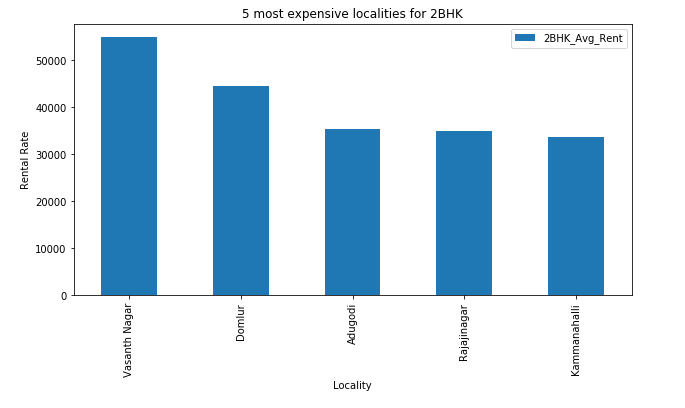 5 most expensive localities for 2BHK
2BHK_Avg_Rent
Rental Rate
50000
40000
30000
20000
10000
0
Vasanth Nagar
Domlur
Adugodi
Rajajinagar
Kammanahalli
Locality